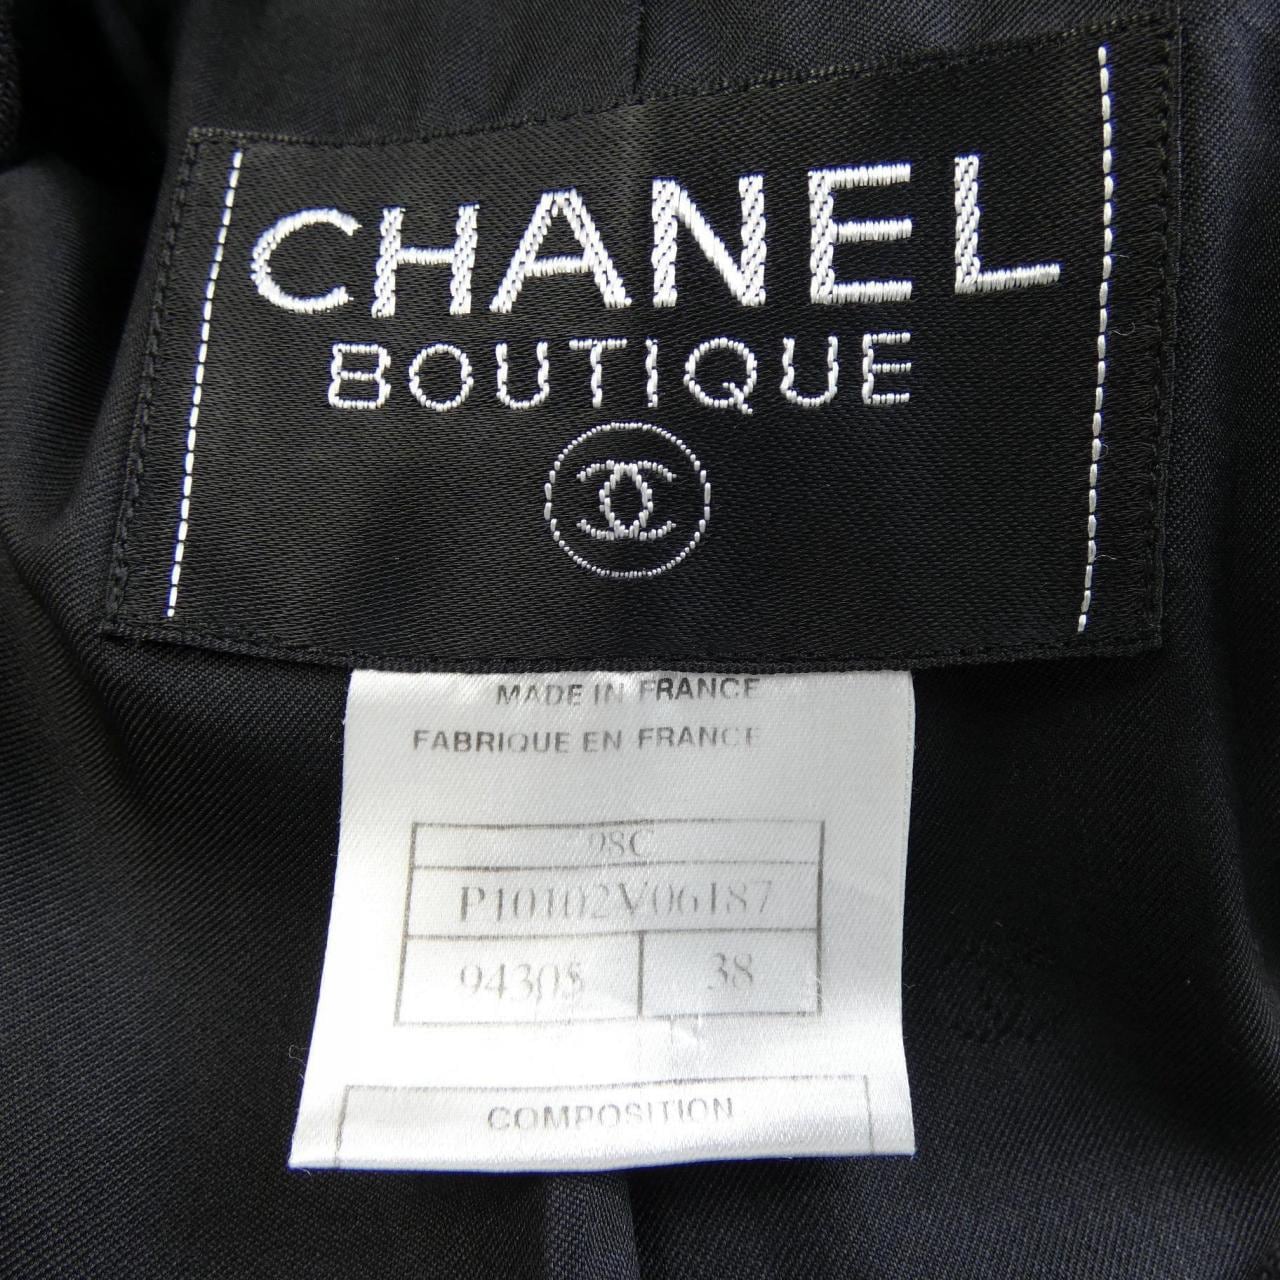 CHANEL
BOUTIQUE
MADE IN FRANCE
FABRIQUE EN FRANCE
98C
P10102V06187
94305 38
COMPOSITION